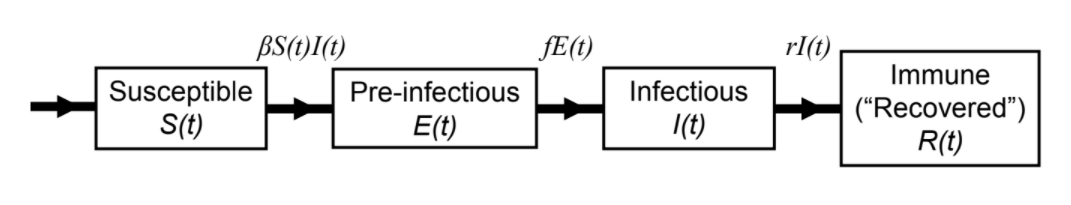 βS(t)I(t)
fE(t)
rI(t)
Susceptible
S(t)
Pre-infectious
E(t)
Infectious
I(t)
Immune
(“Recovered”)
R(t)